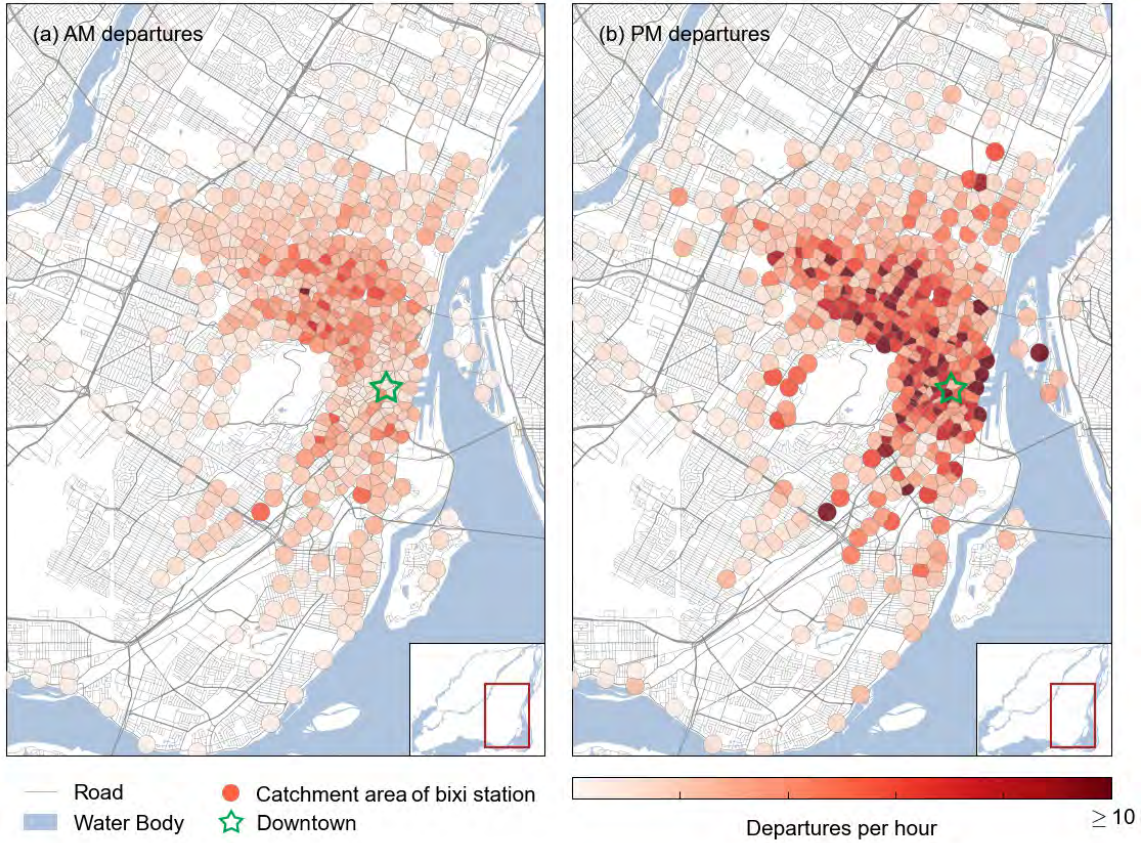 (a) AM departures
(b) PM departures
Road
Water Body
Catchment area of bixi station
Downtown
Departures per hour
≥ 10